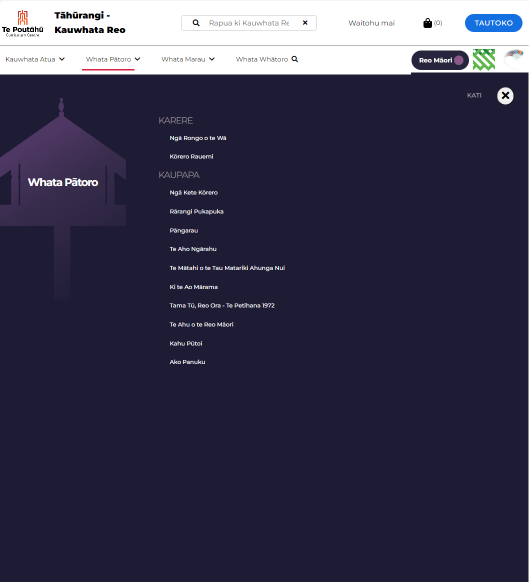 Te Poutāhū
Curriculum Centre
Tāhūrangi -
Kauwhata Reo
Rapua ki Kauwhata Re
Waitohu mai
(0)
TAUTOKO
Kauwhata Atua
Whata Pātoro
Whata Marau
Whata Whātoro
Reo Māori
KATI
Whata Pātoro
KARERE
Ngā Rongo o te Wā
Kōrero Rauemi
KAUPAPA
Ngā Kete Kōrero
Rārangi Pukapuka
Pāngarau
Te Aho Ngārahu
Te Mātahi o te Tau Matariki Ahunga Nui
Ki te Ao Mārama
Tama Tū, Reo Ora - Te Petihana 1972
Te Ahu o te Reo Māori
Kahu Pūtoi
Ako Panuku